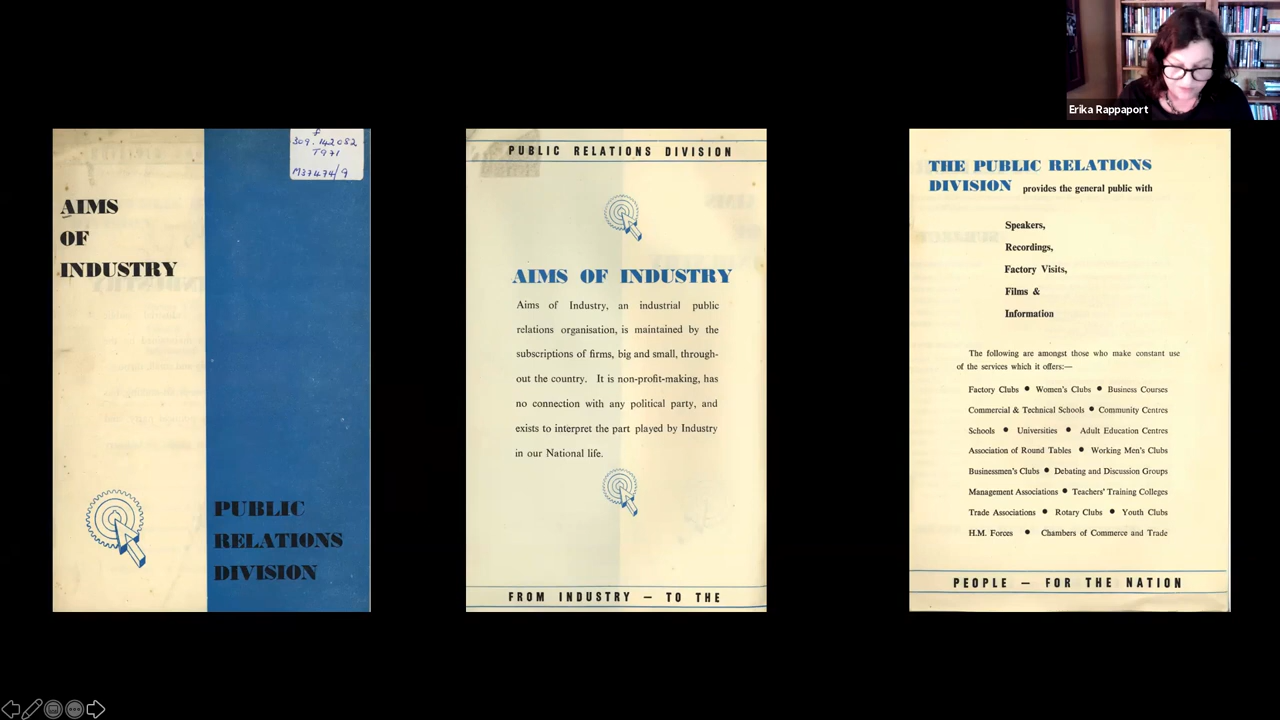 Erika Rappaport
f
309.142052
T971
M37474/9
AIMS
OF
INDUSTRY
PUBLIC
RELATIONS
DIVISION
PUBLIC RELATIONS DIVISION
AIMS OF INDUSTRY
Aims of Industry, an industrial public
relations organisation, is maintained by the
subscriptions of firms, big and small, through-
out the country. It is non-profit-making, has
no connection with any political party, and
exists to interpret the part played by Industry
in our National life.
FROM INDUSTRY — TO THE
THE PUBLIC RELATIONS
DIVISION provides the general public with
Speakers,
Recordings,
Factory Visits,
Films &
Information
The following are amongst those who make constant use
of the services which it offers:—
Factory Clubs ● Women's Clubs ● Business Courses
Commercial & Technical Schools ● Community Centres
Schools ● Universities ● Adult Education Centres
Association of Round Tables ● Working Men's Clubs
Businessmen's Clubs ● Debating and Discussion Groups
Management Associations ● Teachers' Training Colleges
Trade Associations ● Rotary Clubs ● Youth Clubs
H.M. Forces ● Chambers of Commerce and Trade
PEOPLE — FOR THE NATION